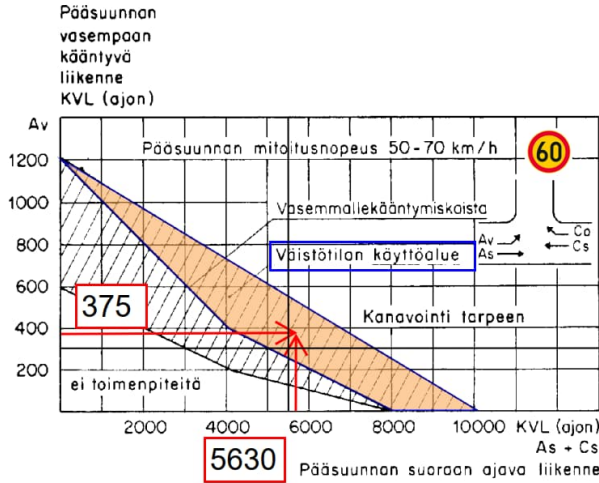 Pääsuunnan
vasempaan
kääntyvä
liikenne
KVL (ajon)
Av
1200
1000
800
600
400
200
Pääsuunnan mitoitusnopeus 50-70 km/h
60
Vasemmallekääntymiskaista
Väistötilan käyttöalue
Av
As
Ca
Cs
375
Kanavointi tarpeen
ei toimenpiteitä
2000
4000
6000
8000
10000
KVL (ajon)
As + Cs
5630
Pääsuunnan suoraan ajava liikenne